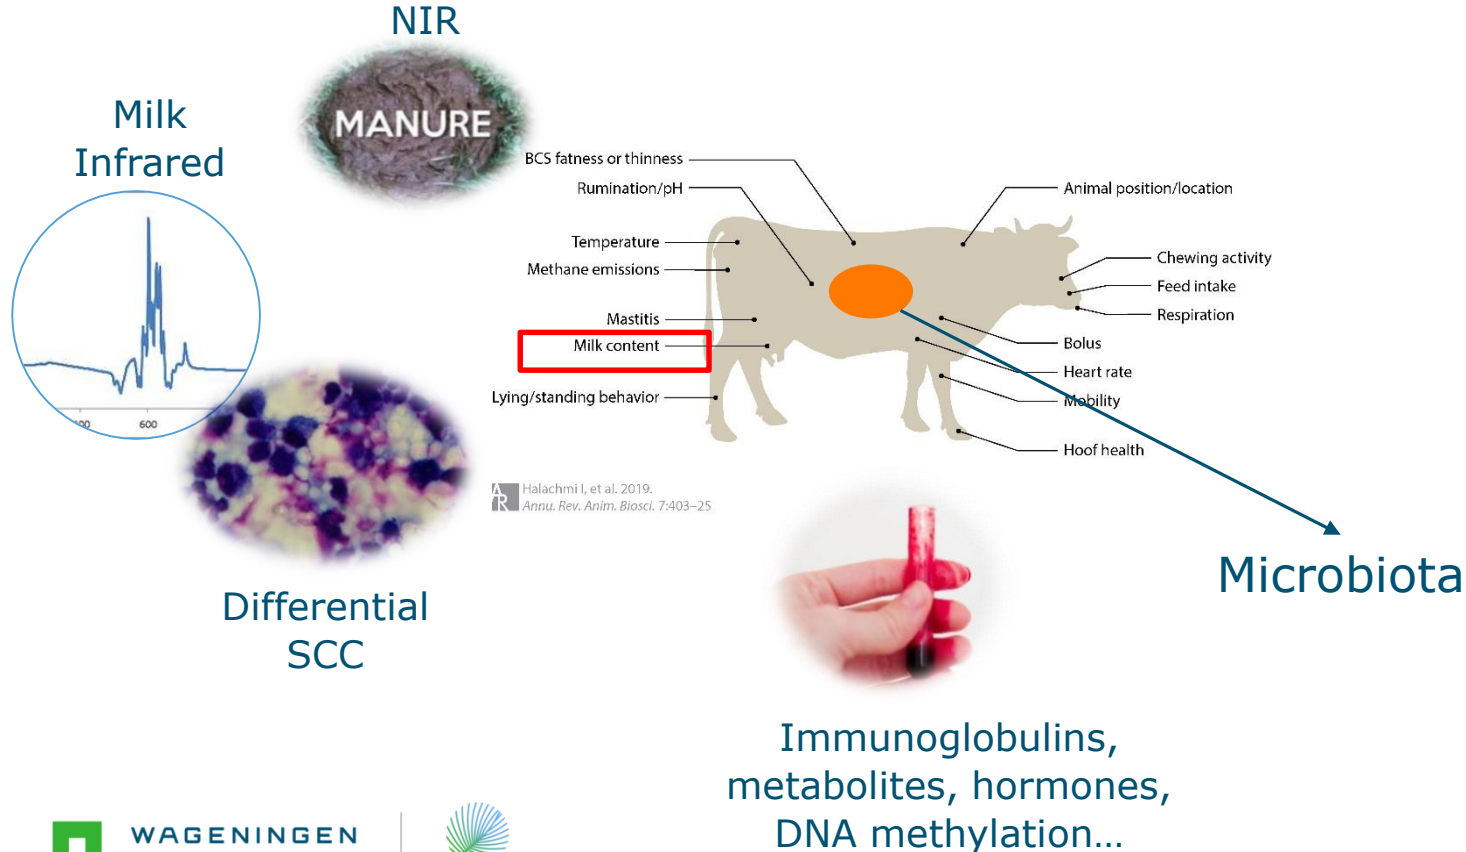 NIR
MANURE
Milk
Infrared
600
BCS fatness or thinness
Rumination/pH
Temperature
Methane emissions
Mastitis
Milk content
Lying/standing behavior
Animal position/location
Chewing activity
Feed intake
Respiration
Bolus
Heart rate
Mobility
Hoof health
AR
Halachmi I, et al. 2019.
Annu. Rev. Anim. Biosci. 7:403–25
Microbiota
Differential
SCC
Immunoglobulins,
metabolites, hormones,
DNA methylation...
WAGENINGEN